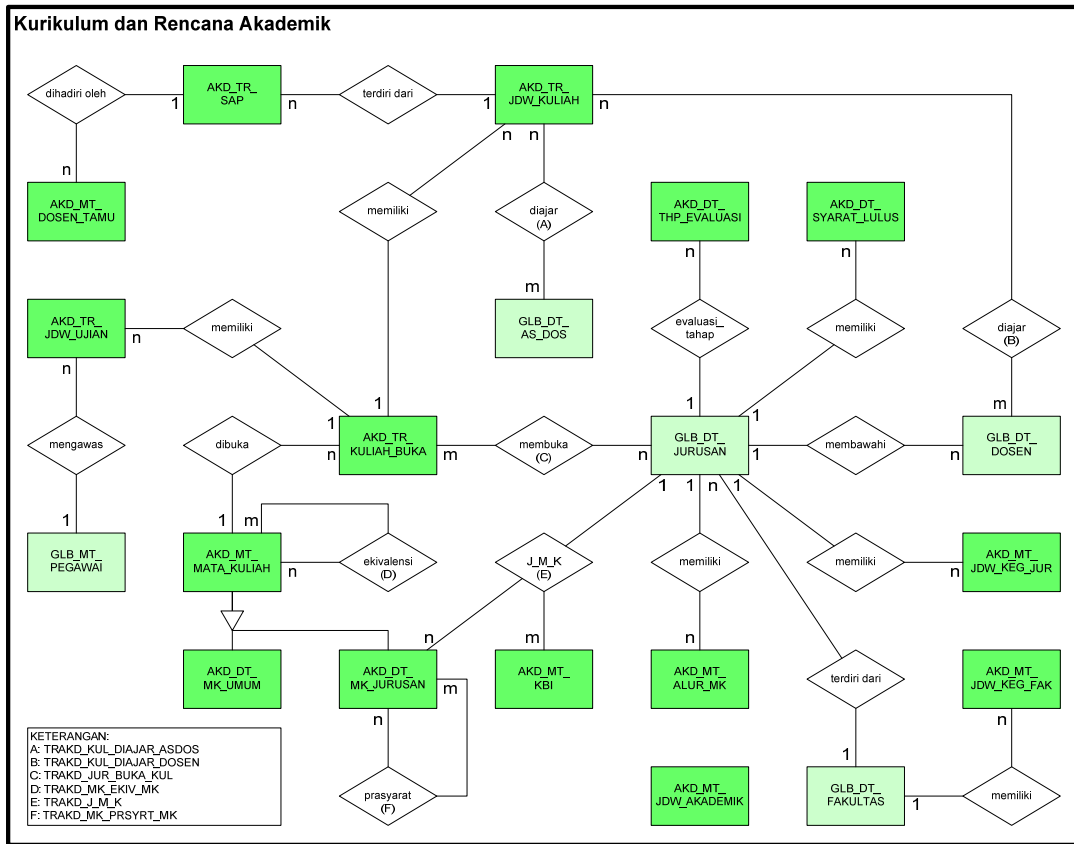 Kurikulum dan Rencana Akademik
dihadiri oleh
1
AKD_TR_
SAP
n
terdiri dari
1
AKD_TR_
JDW_KULIAH
n
n
n
n
AKD_MT_
DOSEN_TAMU
memiliki
diajar
(A)
AKD_DT_
THP_EVALUASI
AKD_DT_
SYARAT_LULUS
n
n
m
AKD_TR_
JDW_UJIAN
n
memiliki
GLB_DT_
AS_DOS
evaluasi_
tahap
memiliki
diajar
(B)
n
1
1
1
1
m
mengawas
dibuka
n
AKD_TR_
KULIAH_BUKA
m
membuka
(C)
n
GLB_DT_
JURUSAN
1
membawahi
n
GLB_DT_
DOSEN
1
1
m
1
1
n
1
GLB_MT_
PEGAWAI
AKD_MT_
MATA_KULIAH
n
ekivalensi
(D)
J_M_K
(E)
memiliki
memiliki
n
AKD_MT_
JDW_KEG_JUR
n
m
n
AKD_DT_
MK_UMUM
AKD_DT_
MK_JURUSAN
m
AKD_MT_
KBI
AKD_MT_
ALUR_MK
terdiri dari
AKD_MT_
JDW_KEG_FAK
n
n
1
KETERANGAN:
A: TRAKD_KUL_DIAJAR_ASDOS
B: TRAKD_KUL_DIAJAR_DOSEN
C: TRAKD_JUR_BUKA_KUL
D: TRAKD_MK_EKIV_MK
E: TRAKD_J_M_K
F: TRAKD_MK_PRSYRT_MK
prasyarat
(F)
AKD_MT_
JDW_AKADEMIK
GLB_DT_
FAKULTAS
1
memiliki